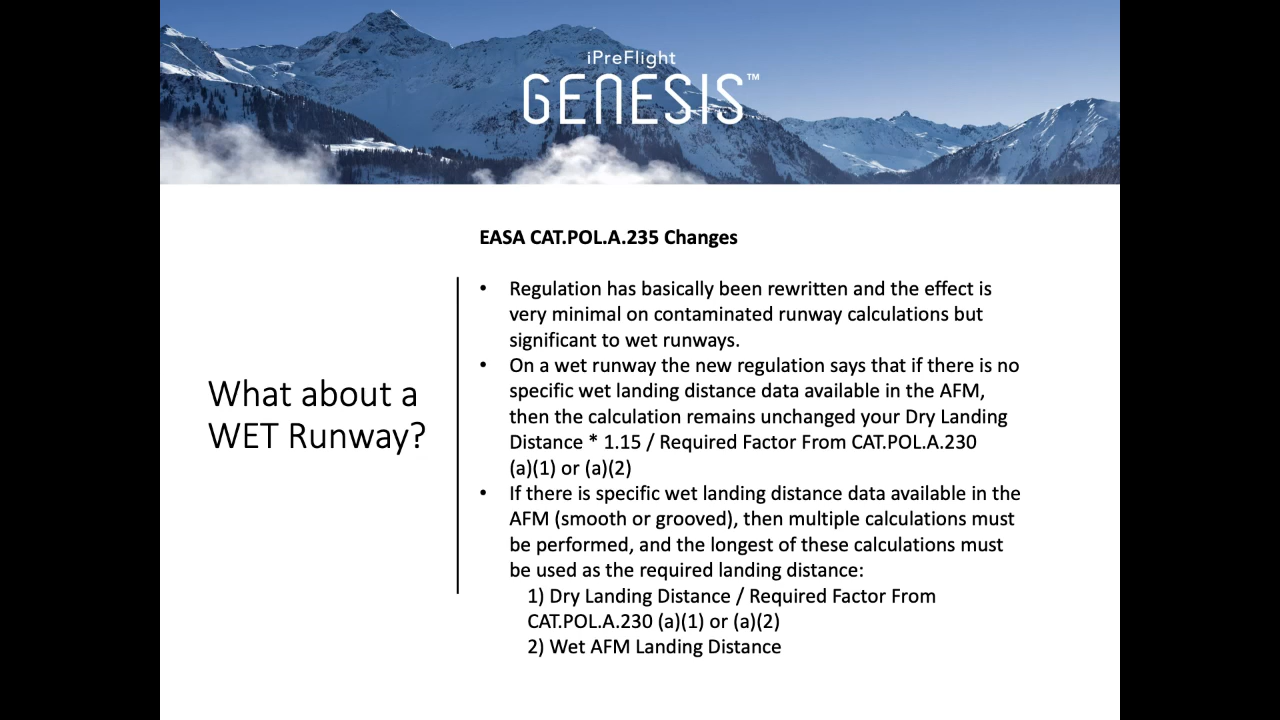 iPreFlight
GENESIS™
What about a
WET Runway?
EASA CAT.POL.A.235 Changes
• Regulation has basically been rewritten and the effect is
very minimal on contaminated runway calculations but
significant to wet runways.
• On a wet runway the new regulation says that if there is no
specific wet landing distance data available in the AFM,
then the calculation remains unchanged your Dry Landing
Distance * 1.15 / Required Factor From CAT.POL.A.230
(a)(1) or (a)(2)
• If there is specific wet landing distance data available in the
AFM (smooth or grooved), then multiple calculations must
be performed, and the longest of these calculations must
be used as the required landing distance:
1) Dry Landing Distance / Required Factor From
CAT.POL.A.230 (a)(1) or (a)(2)
2) Wet AFM Landing Distance